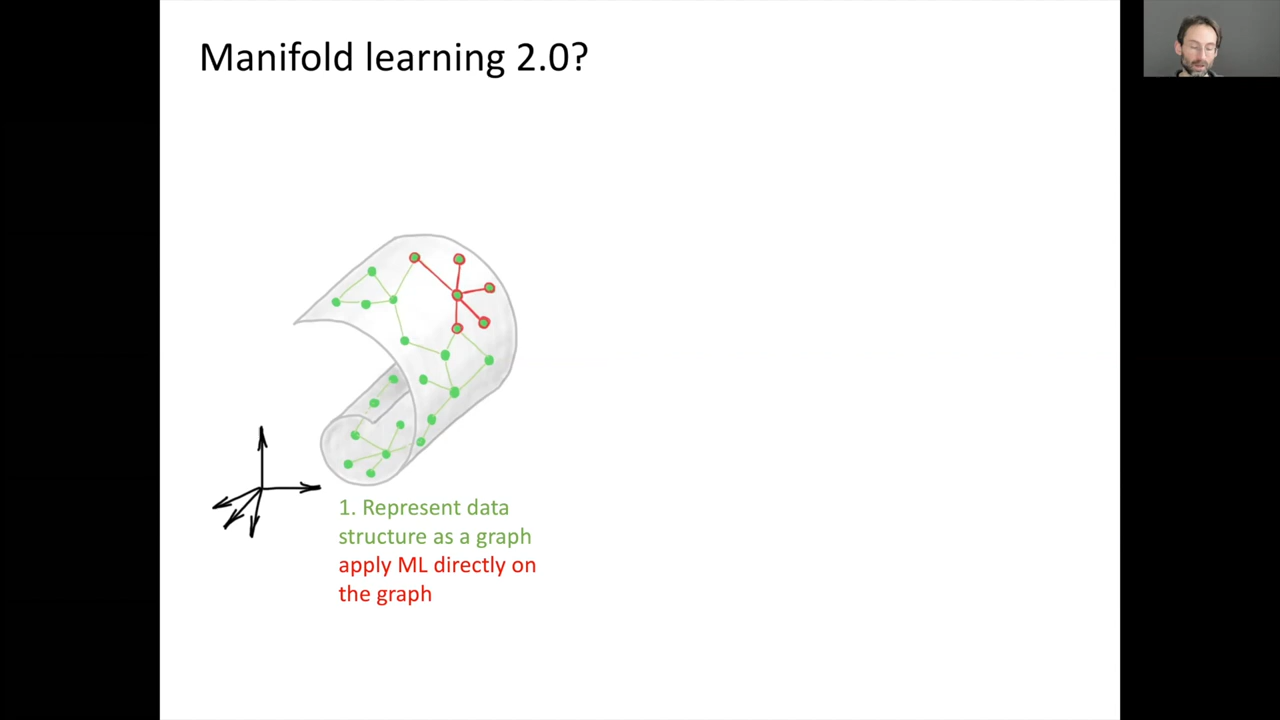 Manifold learning 2.0?
1. Represent data
structure as a graph
apply ML directly on
the graph